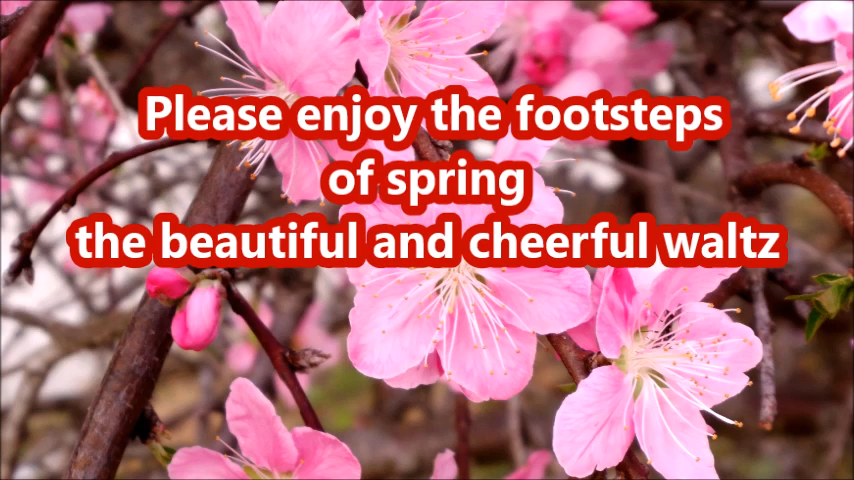 Please enjoy the footsteps
of spring
the beautiful and cheerful waltz